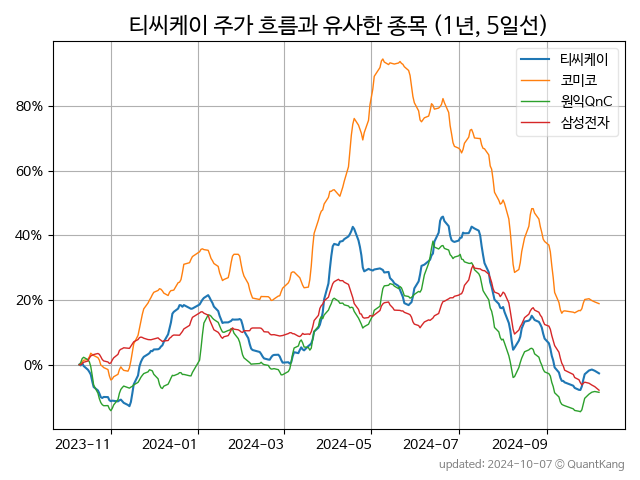 티씨케이 주가 흐름과 유사한 종목 (1년, 5일선)
티씨케이
코미코
원익QnC
삼성전자
80%
60%
40%
20%
0%
2023-11 2024-01 2024-03 2024-05 2024-07 2024-09
updated: 2024-10-07 © QuantKang